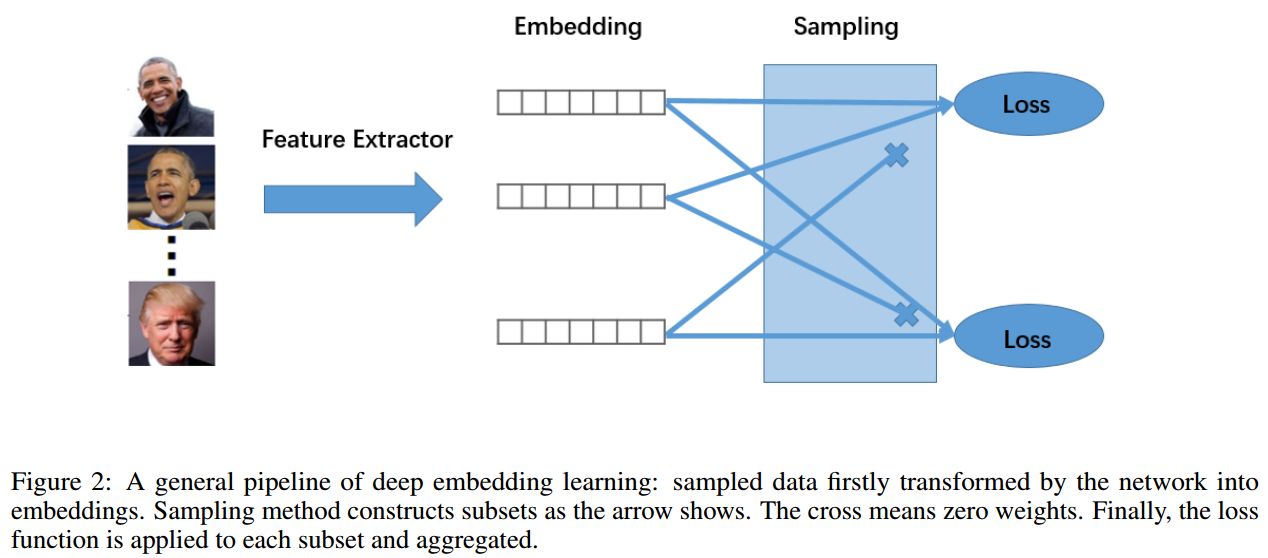 Embedding
Sampling
Feature Extractor
Loss
Loss
Figure 2: A general pipeline of deep embedding learning: sampled data firstly transformed by the network into
embeddings. Sampling method constructs subsets as the arrow shows. The cross means zero weights. Finally, the loss
function is applied to each subset and aggregated.